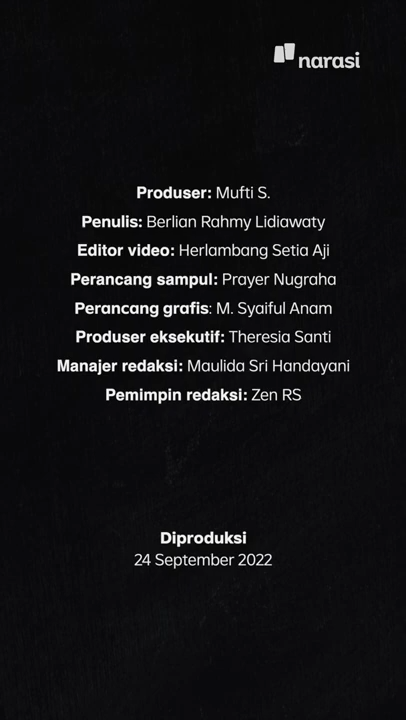 narasi
Produser: Mufti S.
Penulis: Berlian Rahmy Lidiawaty
Editor video: Herlambang Setia Aji
Perancang sampul: Prayer Nugraha
Perancang grafis: M. Syaiful Anam
Produser eksekutif: Theresia Santi
Manajer redaksi: Maulida Sri Handayani
Pemimpin redaksi: Zen RS
Diproduksi
24 September 2022